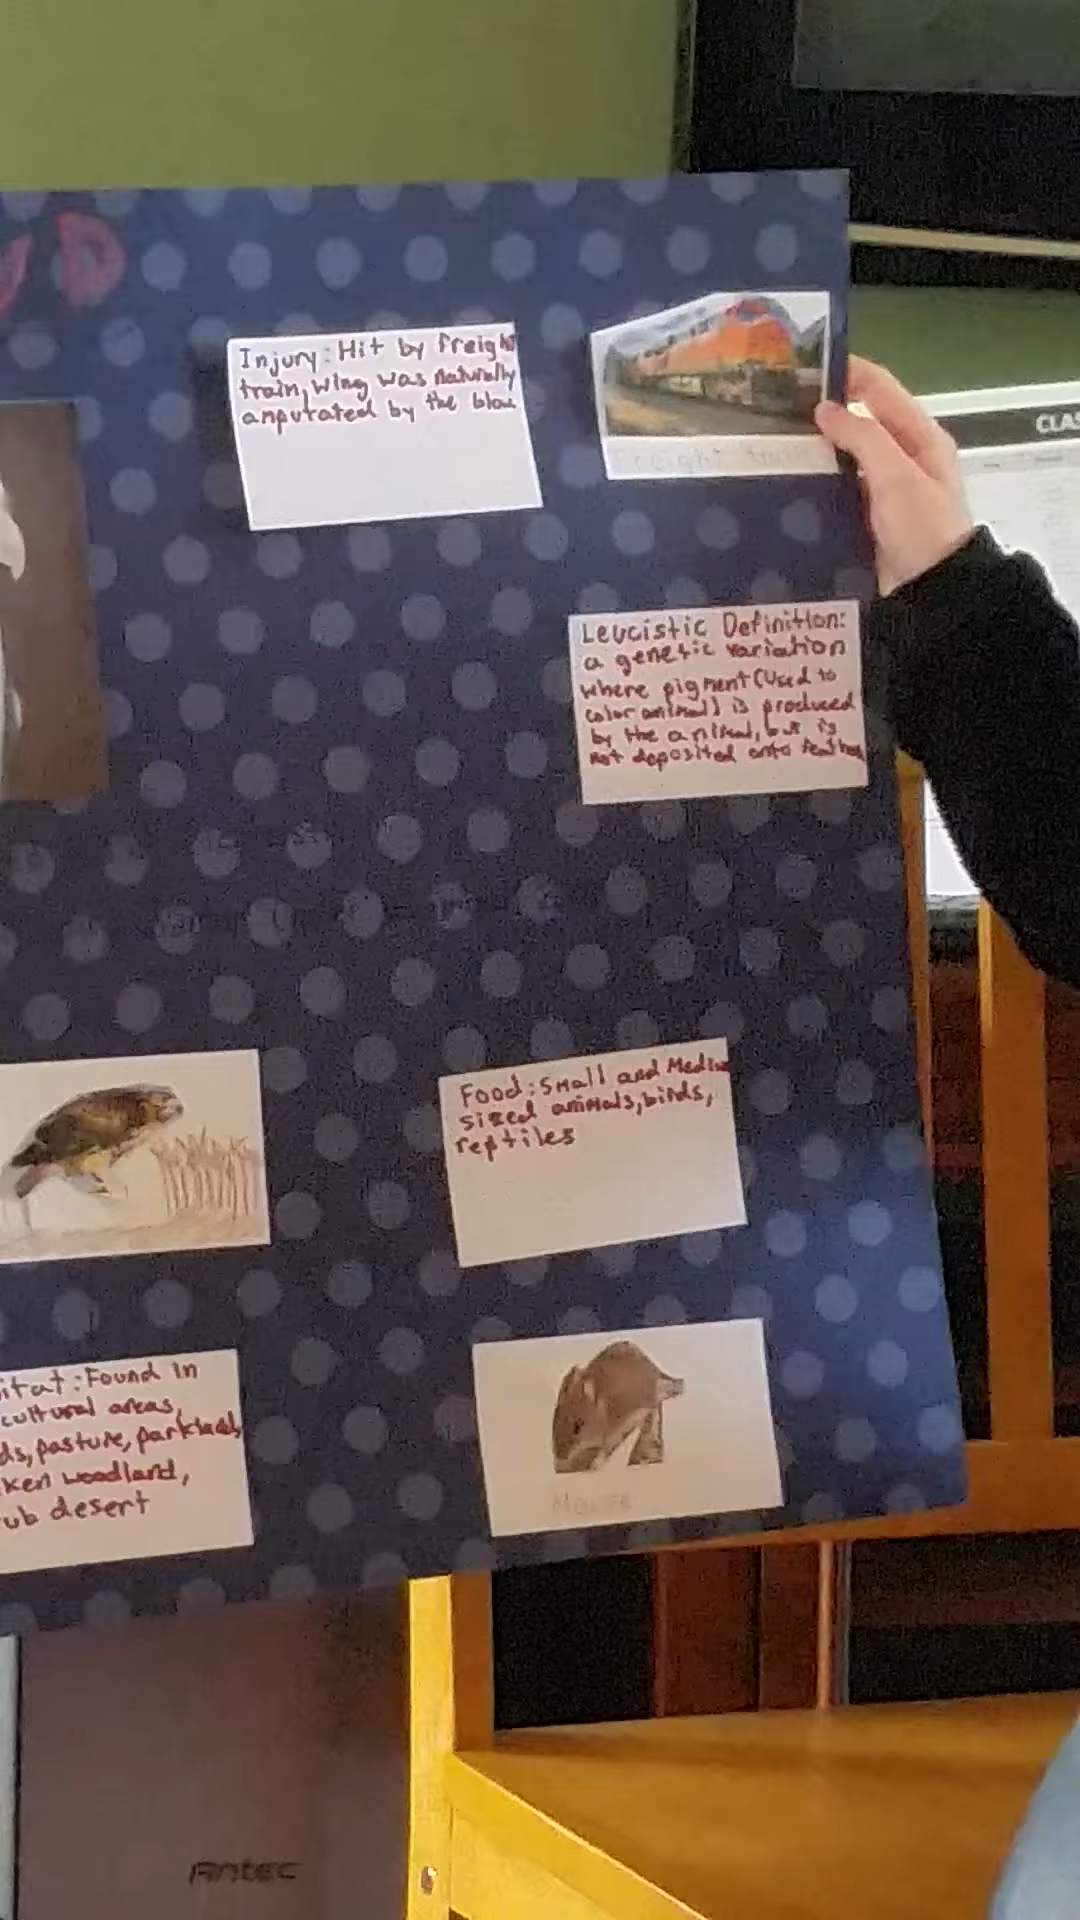 D
Injury: Hit by freight
train, wing was naturally
amputated by the blow
Freight train
CLAS
Leucistic Definition:
a genetic variation
where pigment (Used to
color animal) is produced
by the animal, but is
not deposited onto feathers
Food: Small and Medium
sized animals, birds,
reptiles
itat: Found in
cultural areas,
ds, pasture, parklands,
ken woodland,
ub desert
Mouse
Antec